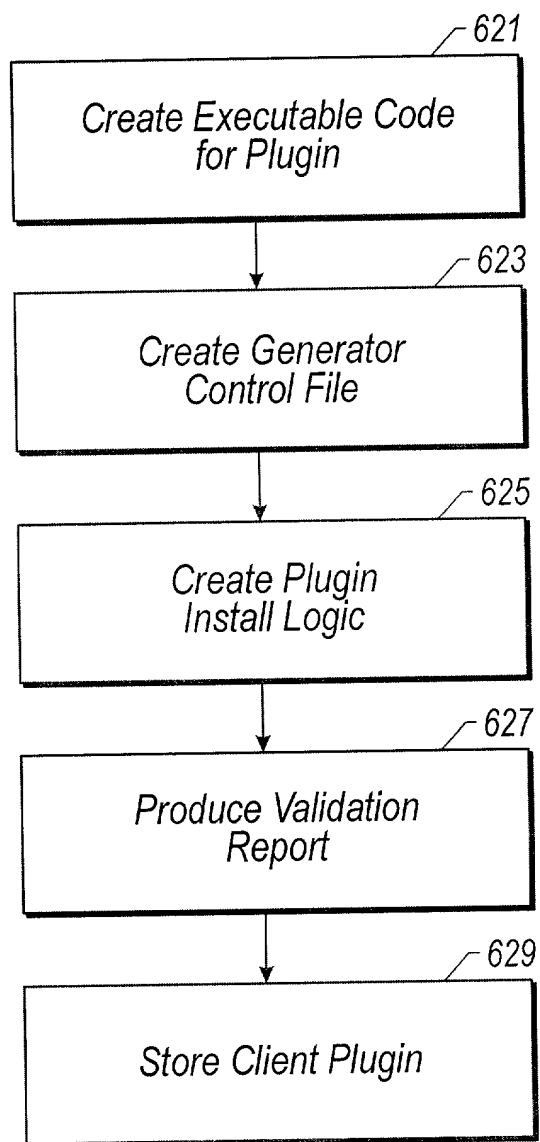 621
Create Executable Code
for Plugin
623
Create Generator
Control File
625
Create Plugin
Install Logic
627
Produce Validation
Report
629
Store Client Plugin